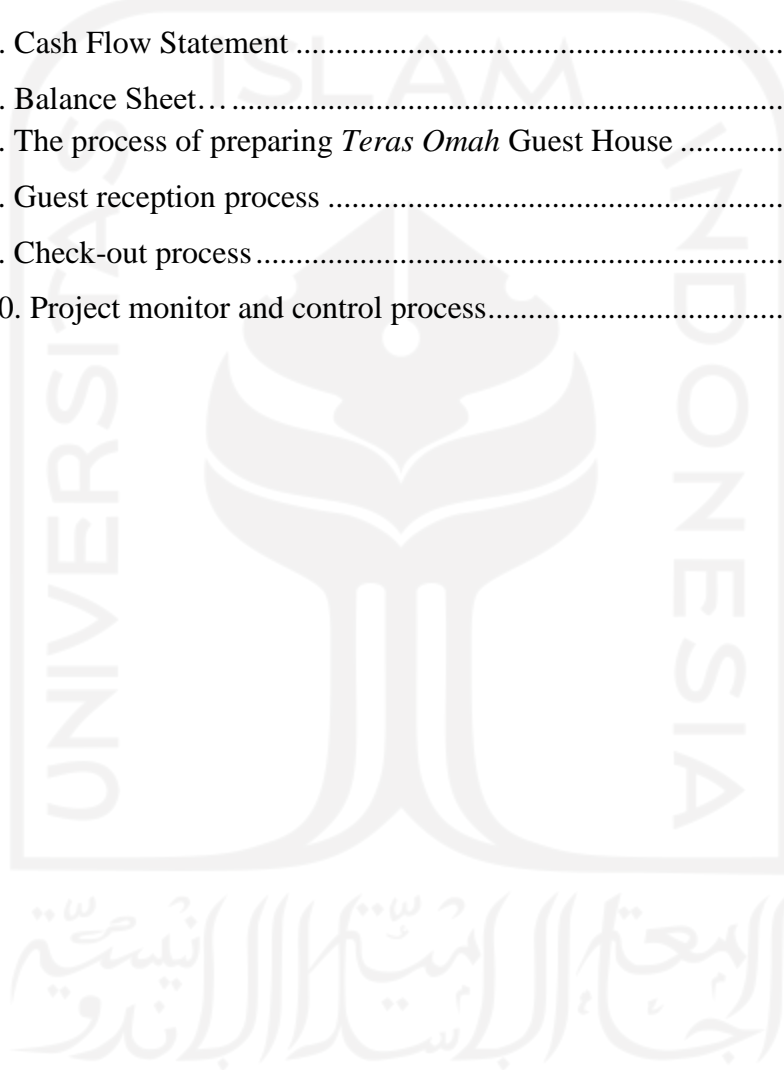 . Cash Flow Statement ..............................................................
. Balance Sheet… ......................................................................
. The process of preparing Teras Omah Guest House .............
. Guest reception process .........................................................
. Check-out process ...................................................................
0. Project monitor and control process.....................................
ISLAM
UNIVERSITAS
INDONESIA